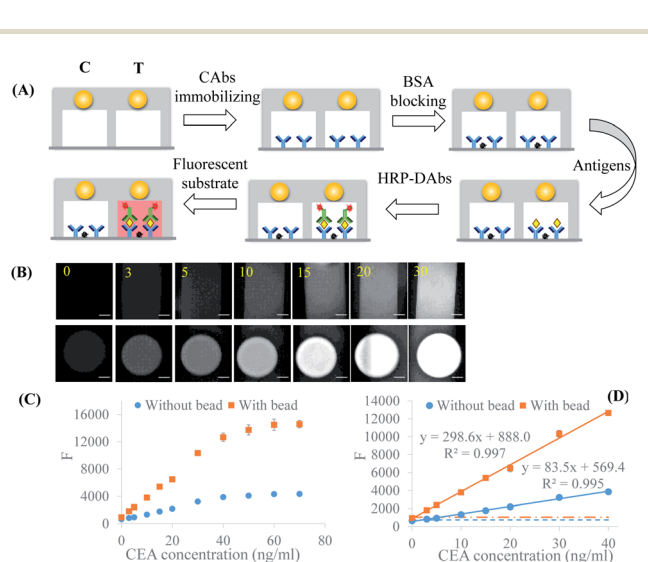 (A)
C T
CAbs
immobilizing
BSA
blocking
Antigens
HRP-DAbs
Fluorescent
substrate
(B)
0 3 5 10 15 20 30
(C)
Without bead With bead
F
16000
12000
8000
4000
0
0 20 40 60 80
CEA concentration (ng/ml)
(D)
Without bead With bead
F
14000
12000
10000
8000
6000
4000
2000
0
y = 298.6x + 888.0
R² = 0.997
y = 83.5x + 569.4
R² = 0.995
0 10 20 30 40
CEA concentration (ng/ml)